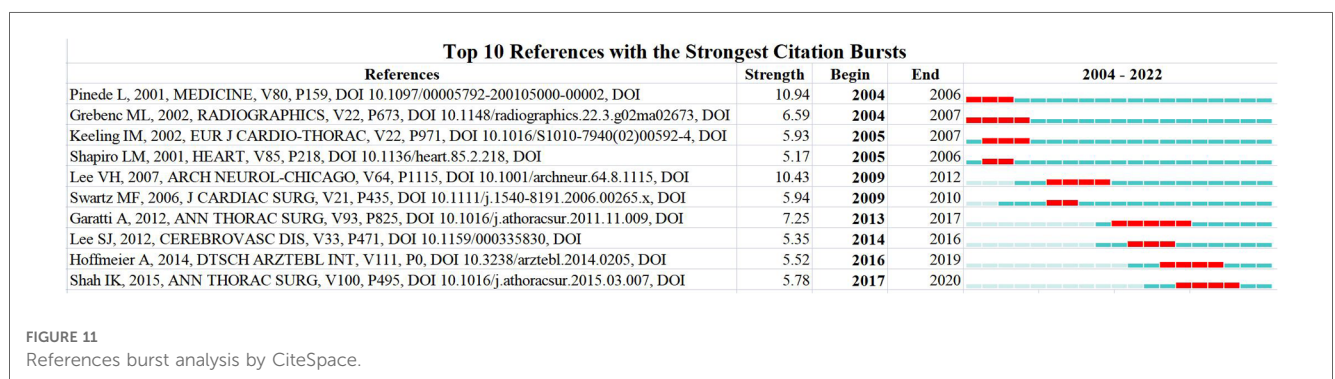 Top 10 References with the Strongest Citation Bursts
References Strength Begin End 2004 - 2022
Pinede L, 2001, MEDICINE, V80, P159, DOI 10.1097/00005792-200105000-00002, DOI 10.94 2004 2006
Grebenc ML, 2002, RADIOGRAPHICS, V22, P673, DOI 10.1148/radiographics.22.3.g02ma02673, DOI 6.59 2004 2007
Keeling IM, 2002, EUR J CARDIO-THORAC, V22, P971, DOI 10.1016/S1010-7940(02)00592-4, DOI 5.93 2005 2007
Shapiro LM, 2001, HEART, V85, P218, DOI 10.1136/heart.85.2.218, DOI 5.17 2005 2006
Lee VH, 2007, ARCH NEUROL-CHICAGO, V64, P1115, DOI 10.1001/archneur.64.8.1115, DOI 10.43 2009 2012
Swartz MF, 2006, J CARDIAC SURG, V21, P435, DOI 10.1111/j.1540-8191.2006.00265.x, DOI 5.94 2009 2010
Garatti A, 2012, ANN THORAC SURG, V93, P825, DOI 10.1016/j.athoracsur.2011.11.009, DOI 7.25 2013 2017
Lee SJ, 2012, CEREBROVASC DIS, V33, P471, DOI 10.1159/000335830, DOI 5.35 2014 2016
Hoffmeier A, 2014, DTSCH ARZTEBL INT, V111, P0, DOI 10.3238/arztebl.2014.0205, DOI 5.52 2016 2019
Shah IK, 2015, ANN THORAC SURG, V100, P495, DOI 10.1016/j.athoracsur.2015.03.007, DOI 5.78 2017 2020
FIGURE 11
References burst analysis by CiteSpace.